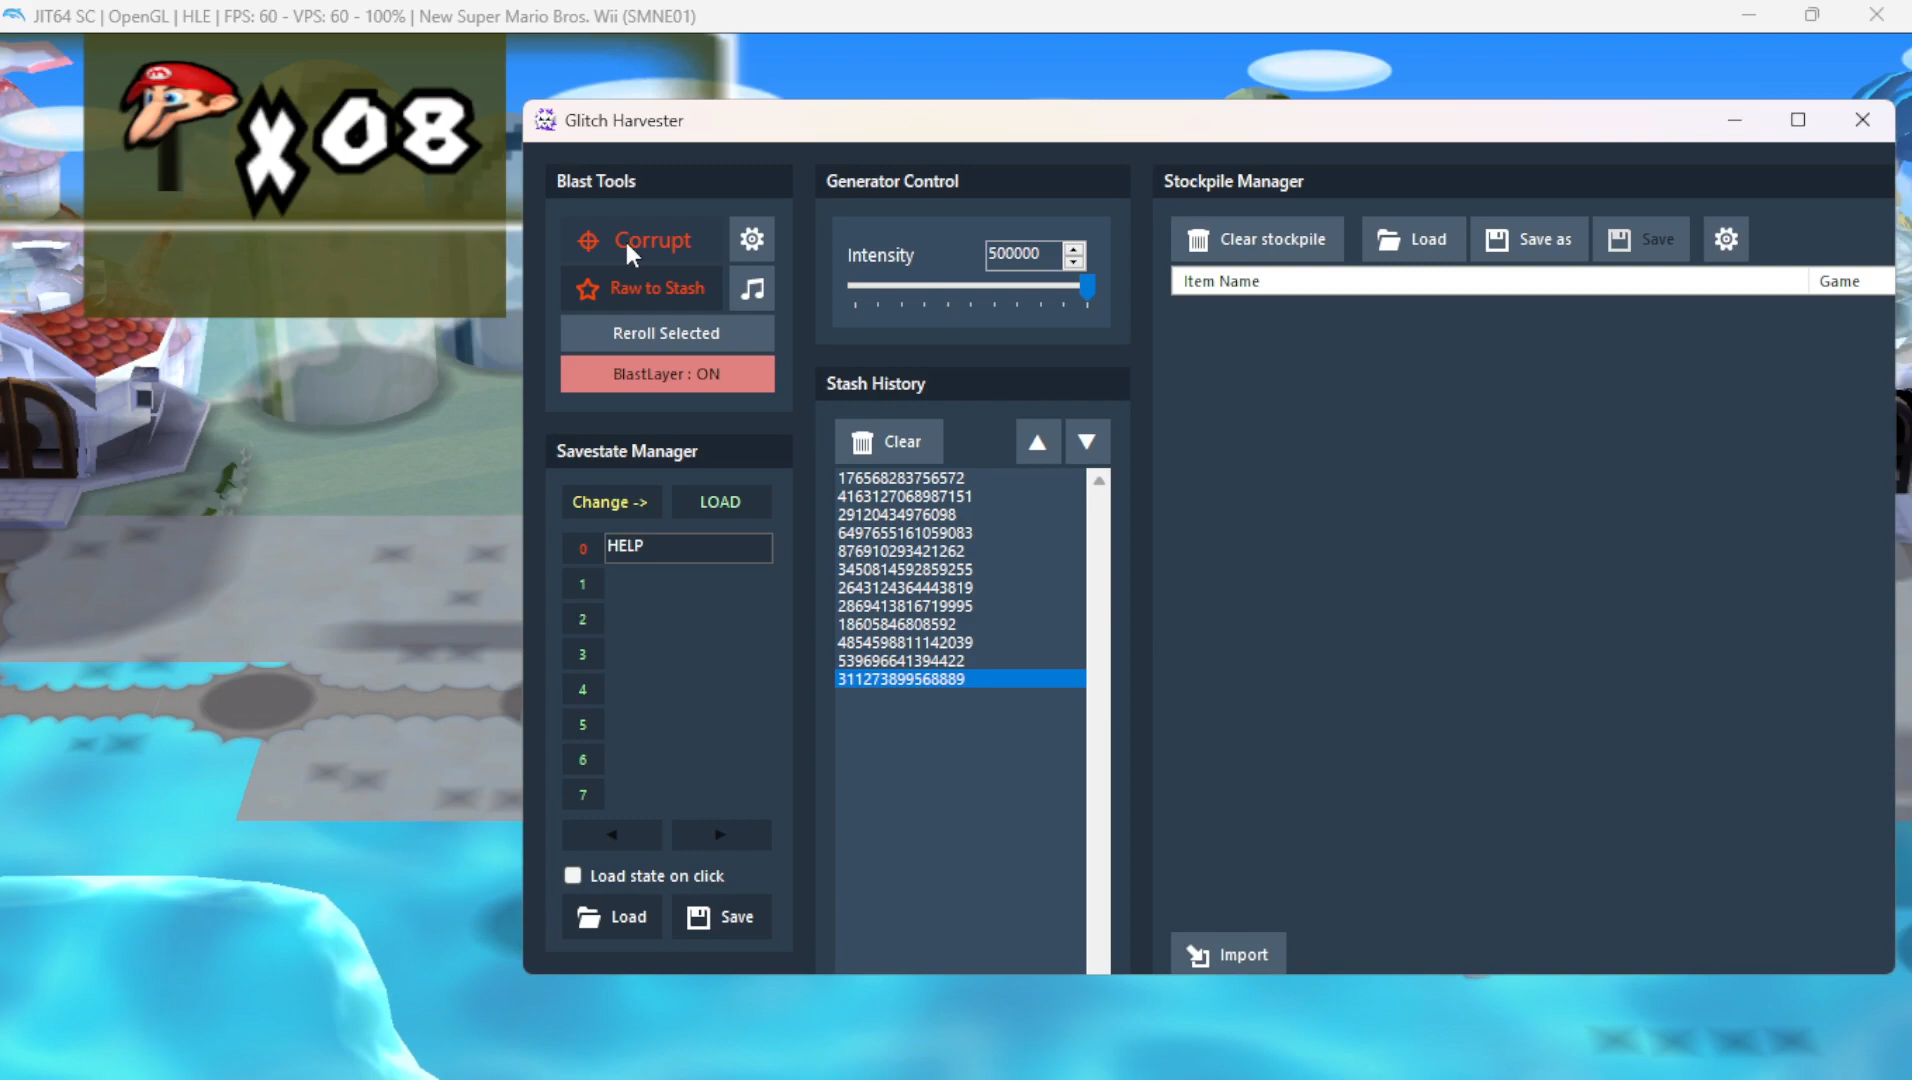 JIT64 SC | OpenGL | HLE | FPS: 60 - VPS: 60 - 100% | New Super Mario Bros. Wii (SMNE01)
X08
Glitch Harvester
Blast Tools
Corrupt
Raw to Stash
Reroll Selected
BlastLayer : ON
Generator Control
Intensity
500000
Stockpile Manager
Clear stockpile
Load
Save as
Save
Item Name
Game
Savestate Manager
Change ->
LOAD
0
HELP
1
2
3
4
5
6
7
Load state on click
Load
Save
Stash History
Clear
176568283756572
4163127068987151
29120434976098
6497655161059083
876910293421262
3450814592859255
2643124364443819
2869413816719995
18605846808592
4854598811142039
539696641394422
311273899568889
Import